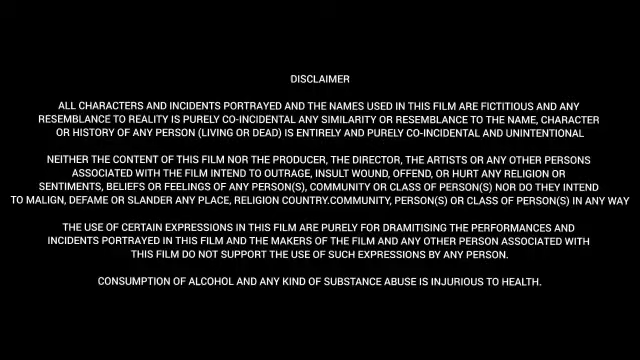 DISCLAIMER
ALL CHARACTERS AND INCIDENTS PORTRAYED AND THE NAMES USED IN THIS FILM ARE FICTITIOUS AND ANY
RESEMBLANCE TO REALITY IS PURELY CO-INCIDENTAL ANY SIMILARITY OR RESEMBLANCE TO THE NAME, CHARACTER
OR HISTORY OF ANY PERSON (LIVING OR DEAD) IS ENTIRELY AND PURELY CO-INCIDENTAL AND UNINTENTIONAL
NEITHER THE CONTENT OF THIS FILM NOR THE PRODUCER, THE DIRECTOR, THE ARTISTS OR ANY OTHER PERSONS
ASSOCIATED WITH THE FILM INTEND TO OUTRAGE, INSULT WOUND, OFFEND, OR HURT ANY RELIGION OR
SENTIMENTS, BELIEFS OR FEELINGS OF ANY PERSON(S), COMMUNITY OR CLASS OF PERSON(S) NOR DO THEY INTEND
TO MALIGN, DEFAME OR SLANDER ANY PLACE, RELIGION COUNTRY.COMMUNITY, PERSON(S) OR CLASS OF PERSON(S) IN ANY WAY
THE USE OF CERTAIN EXPRESSIONS IN THIS FILM ARE PURELY FOR DRAMITISING THE PERFORMANCES AND
INCIDENTS PORTRAYED IN THIS FILM AND THE MAKERS OF THE FILM AND ANY OTHER PERSON ASSOCIATED WITH
THIS FILM DO NOT SUPPORT THE USE OF SUCH EXPRESSIONS BY ANY PERSON.
CONSUMPTION OF ALCOHOL AND ANY KIND OF SUBSTANCE ABUSE IS INJURIOUS TO HEALTH.